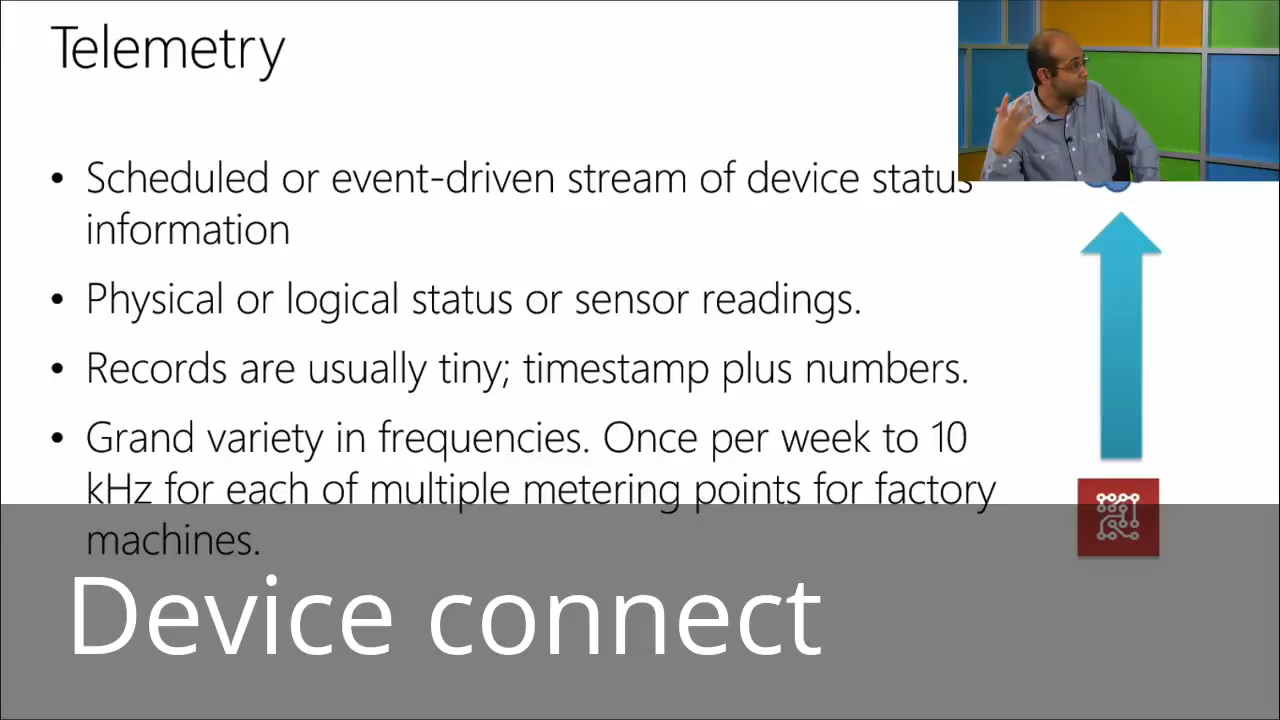 Telemetry
• Scheduled or event-driven stream of device status
information
• Physical or logical status or sensor readings.
• Records are usually tiny; timestamp plus numbers.
• Grand variety in frequencies. Once per week to 10
kHz for each of multiple metering points for factory
machines.
Device connect